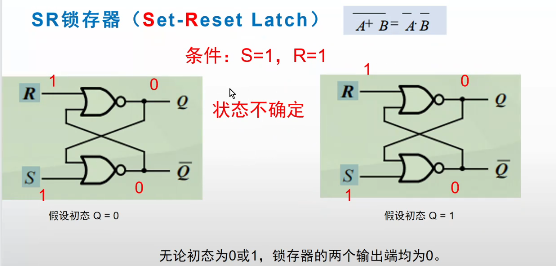 SR锁存器（Set-Reset Latch）
$\overline{A+B}=\overline{A}\cdot\overline{B}$
条件：S=1，R=1
1
0
R
Q
S
Q̅
1
0
假设初态 Q = 0
状态不确定
1
0
R
Q
S
Q̅
1
0
假设初态 Q = 1
无论初态为0或1，锁存器的两个输出端均为0。